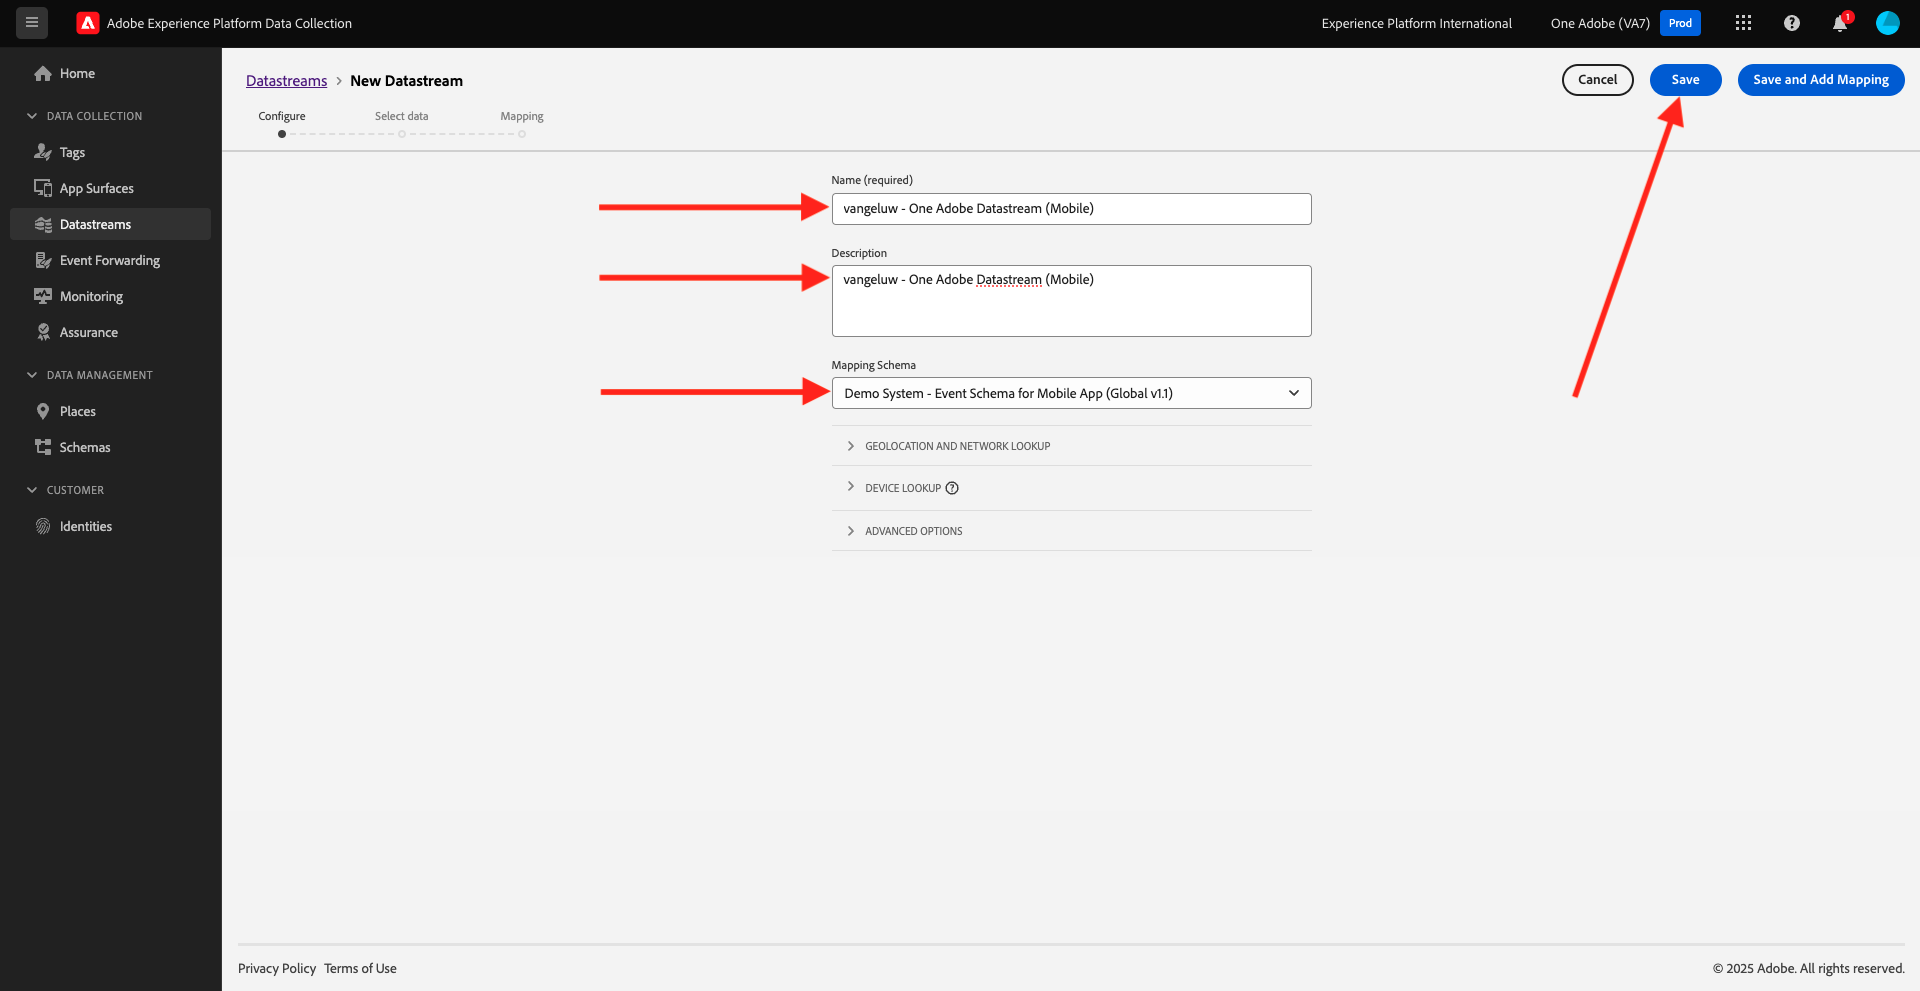 Adobe Experience Platform Data Collection
Experience Platform International
One Adobe (VA7)
Prod
1
Home
DATA COLLECTION
Tags
App Surfaces
Datastreams
Event Forwarding
Monitoring
Assurance
DATA MANAGEMENT
Places
Schemas
CUSTOMER
Identities
Datastreams > New Datastream
Cancel
Save
Save and Add Mapping
Configure
Select data
Mapping
Name (required)
vangeluw - One Adobe Datastream (Mobile)
Description
vangeluw - One Adobe Datastream (Mobile)
Mapping Schema
Demo System - Event Schema for Mobile App (Global v1.1)
GEOLOCATION AND NETWORK LOOKUP
DEVICE LOOKUP
ADVANCED OPTIONS
Privacy Policy Terms of Use
© 2025 Adobe. All rights reserved.